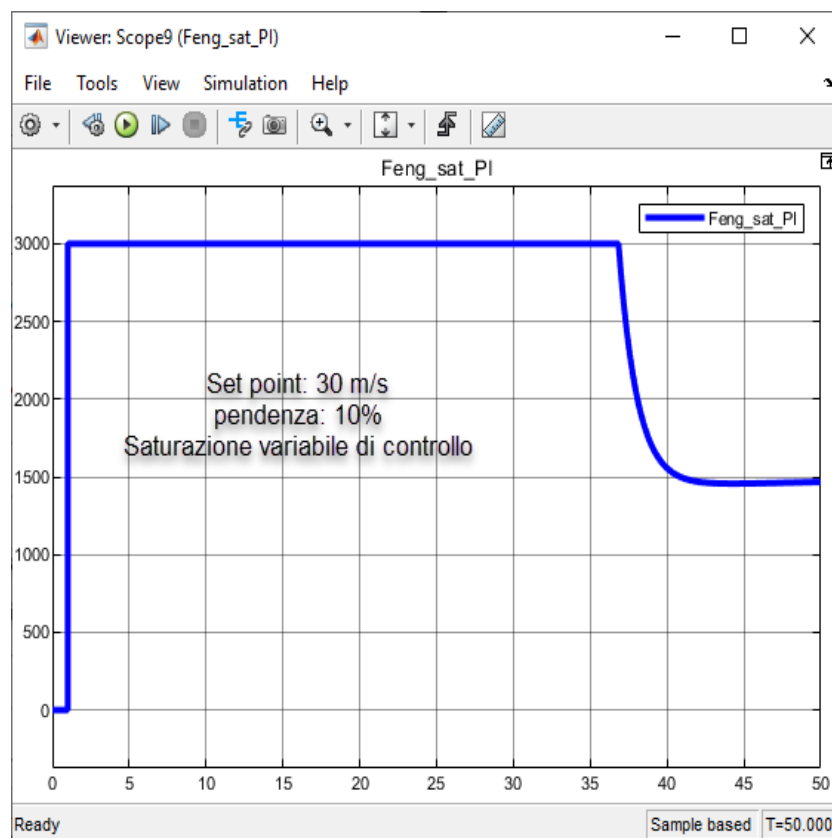 Viewer: Scope9 (Feng_sat_PI)
File Tools View Simulation Help
Feng_sat_PI
Feng_sat_PI
3000
2500
2000
1500
1000
500
0
Set point: 30 m/s
pendenza: 10%
Saturazione variabile di controllo
0 5 10 15 20 25 30 35 40 45 50
Ready Sample based T=50.000